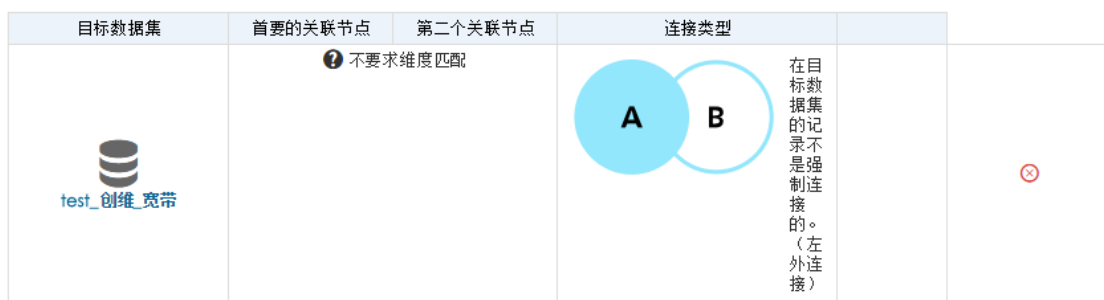 目标数据集 首要的关联节点 第二个关联节点 连接类型
不要求维度匹配
test_创维_宽带
A B
在目
标数
据集
的记
录不
是强
制连
接
的。
（左
外连
接）